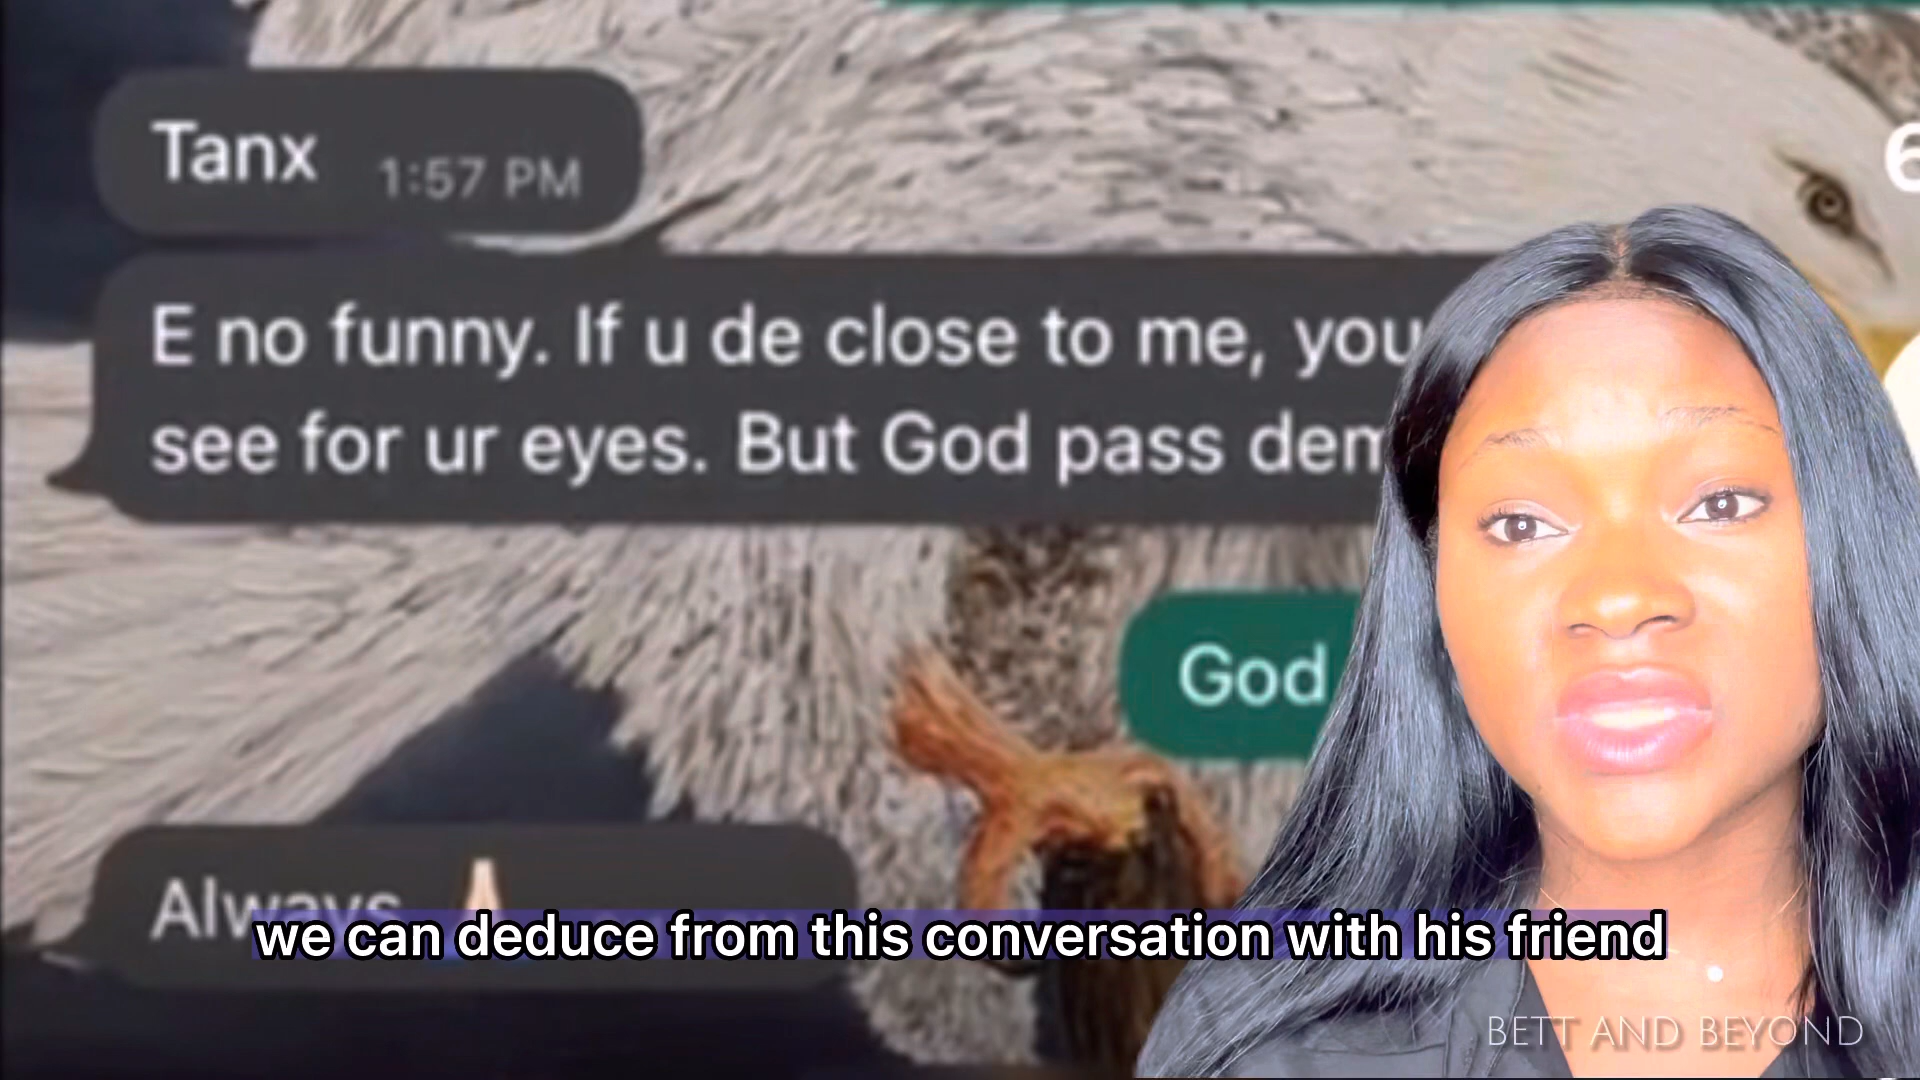 Tanx 1:57 PM
E no funny. If u de close to me, you
see for ur eyes. But God pass dem
God
Always
we can deduce from this conversation with his friend
BETT AND BEYOND